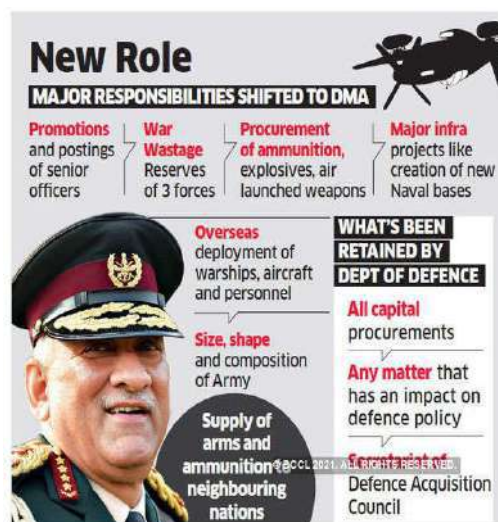 New Role
MAJOR RESPONSIBILITIES SHIFTED TO DMA
Promotions
and postings
of senior
officers
War
Wastage
Reserves
of 3 forces
Procurement
of ammunition,
explosives, air
launched weapons
Major infra
projects like
creation of new
Naval bases
Overseas
deployment of
warships, aircraft
and personnel
Size, shape
and composition
of Army
Supply of
arms and
ammunition
neighbouring
nations
WHAT'S BEEN
RETAINED BY
DEPT OF DEFENCE
All capital
procurements
Any matter that
has an impact on
defence policy
Secretariat of
Defence Acquisition
Council
©BCCL 2021. ALL RIGHTS RESERVED.